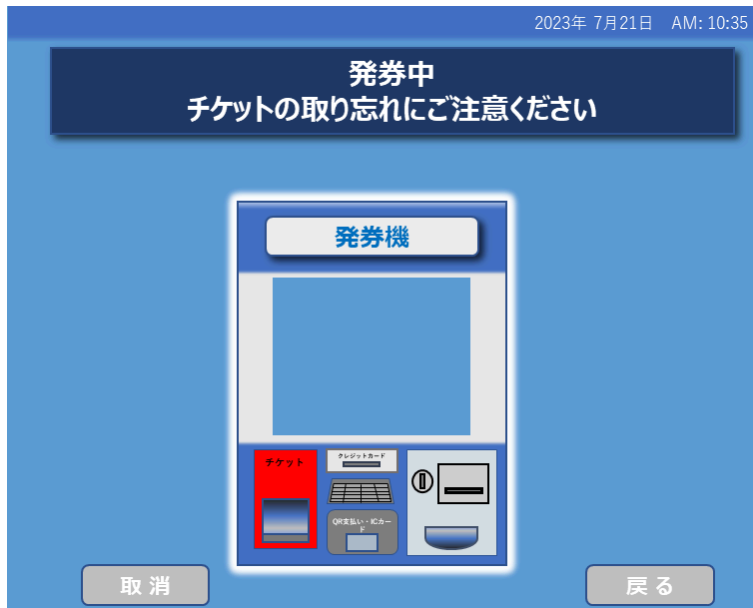 2023年 7月21日 AM: 10:35
発券中
チケットの取り忘れにご注意ください
発券機
チケット
クレジットカード
QR支払い・ICカー
ド
取 消
戻 る